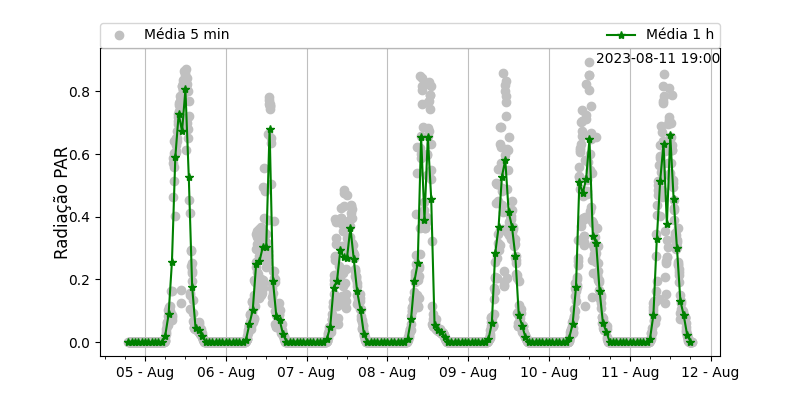 Média 5 min
Média 1 h
2023-08-11 19:00
Radiação PAR
0.8
0.6
0.4
0.2
0.0
05 - Aug
06 - Aug
07 - Aug
08 - Aug
09 - Aug
10 - Aug
11 - Aug
12 - Aug